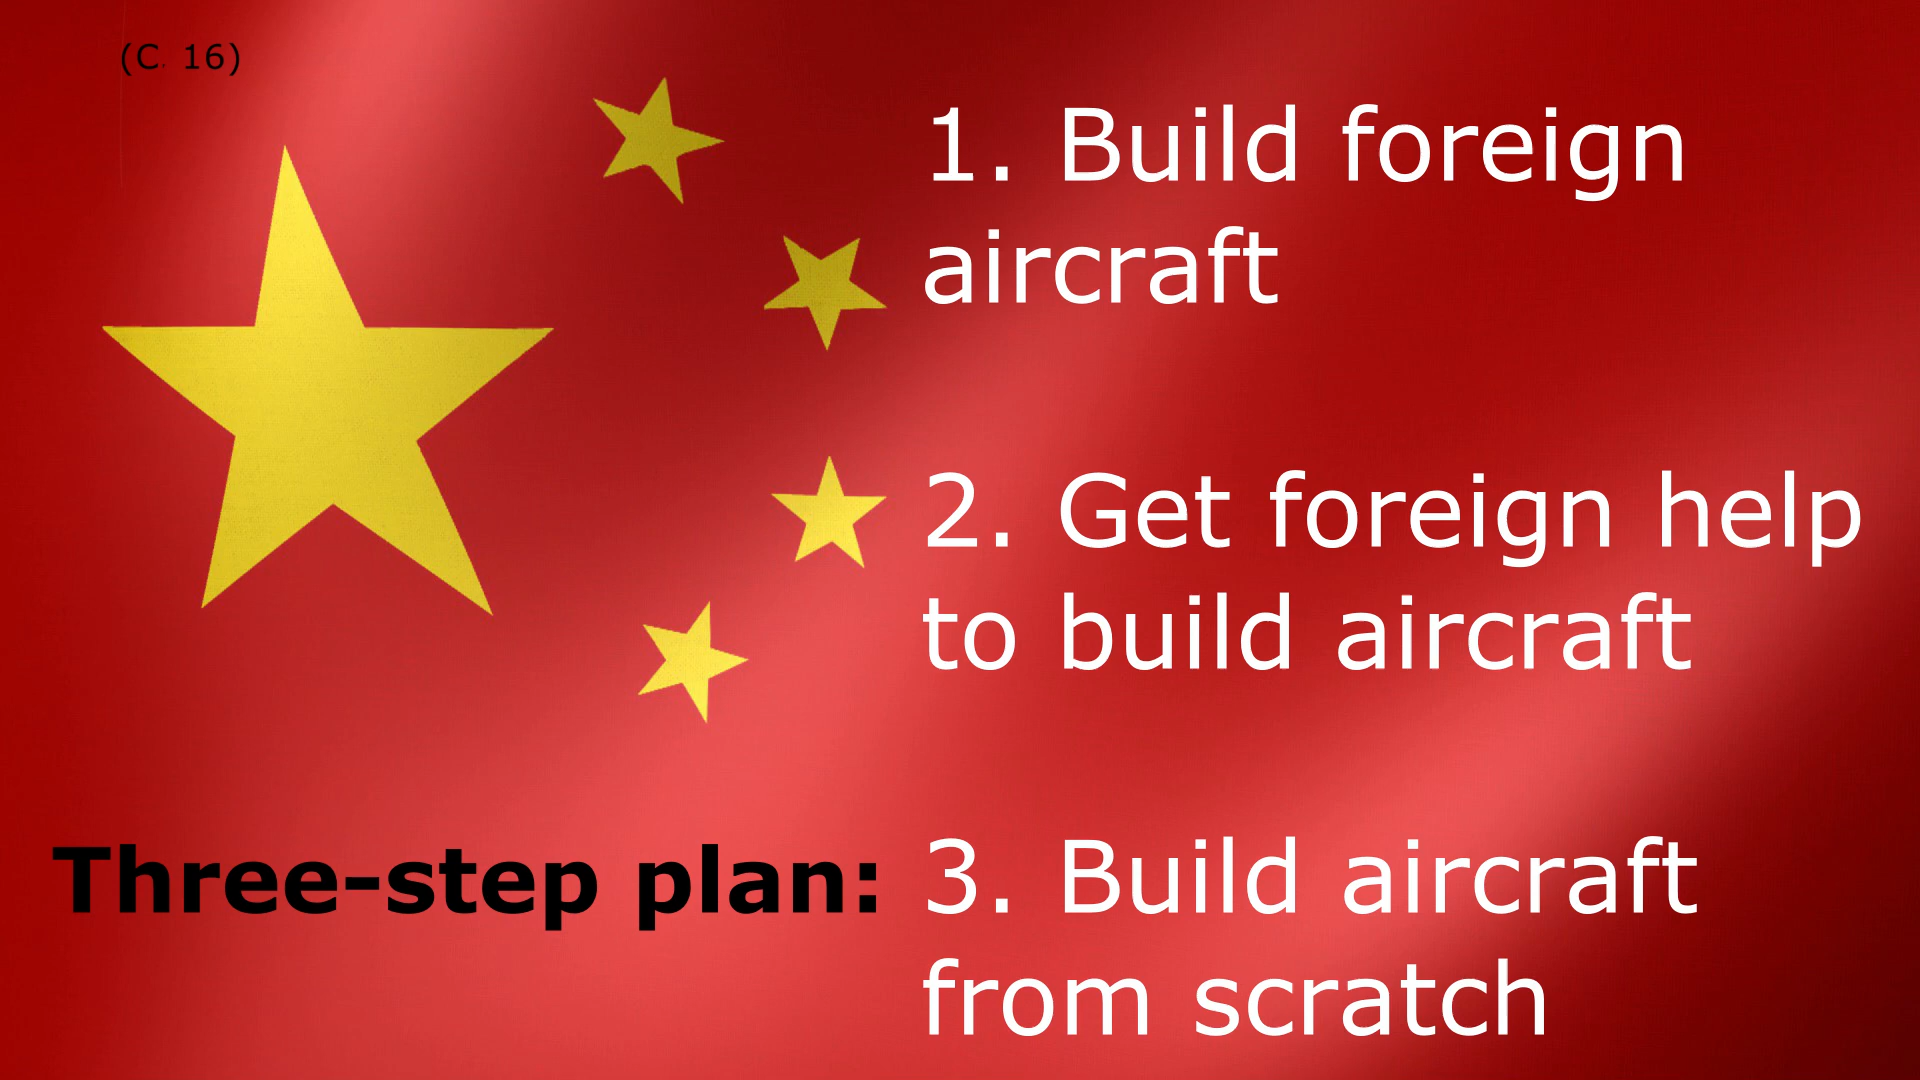 (C. 16)
1. Build foreign
aircraft
2. Get foreign help
to build aircraft
Three-step plan:
3. Build aircraft
from scratch